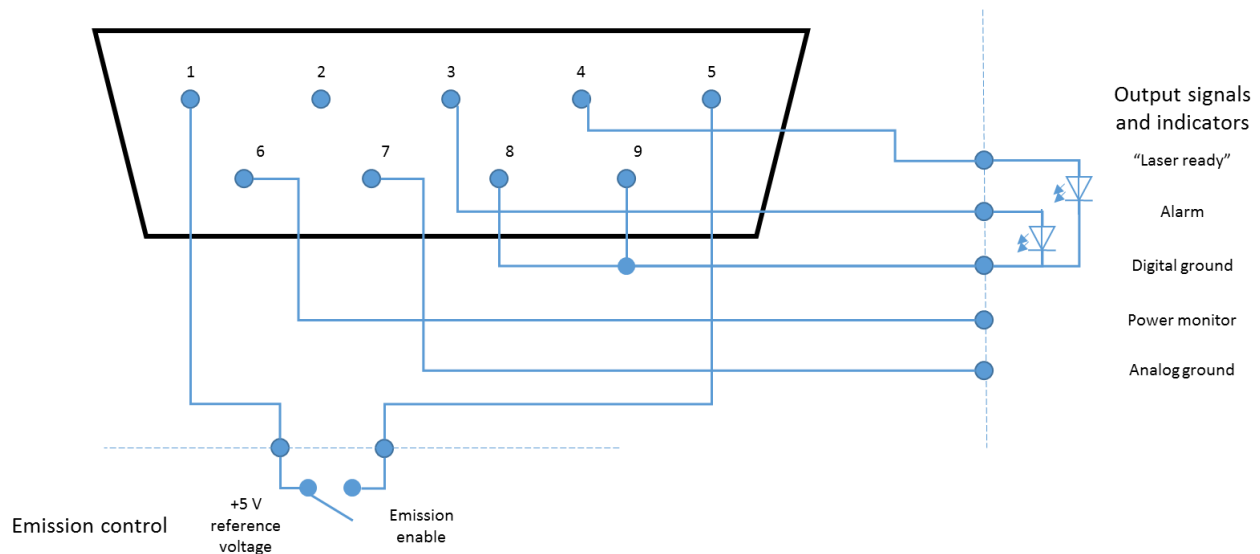 1
2
3
4
5
6
7
8
9
Output signals
and indicators
“Laser ready”
Alarm
Digital ground
Power monitor
Analog ground
Emission control
+5 V
reference
voltage
Emission
enable